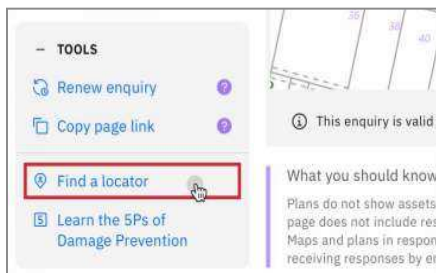 – TOOLS
Renew enquiry ?
Copy page link ?
Find a locator
5 Learn the 5Ps of
Damage Prevention
36
38
40
This enquiry is valid
What you should know
Plans do not show assets
page does not include res
Maps and plans in respon
receiving responses by em